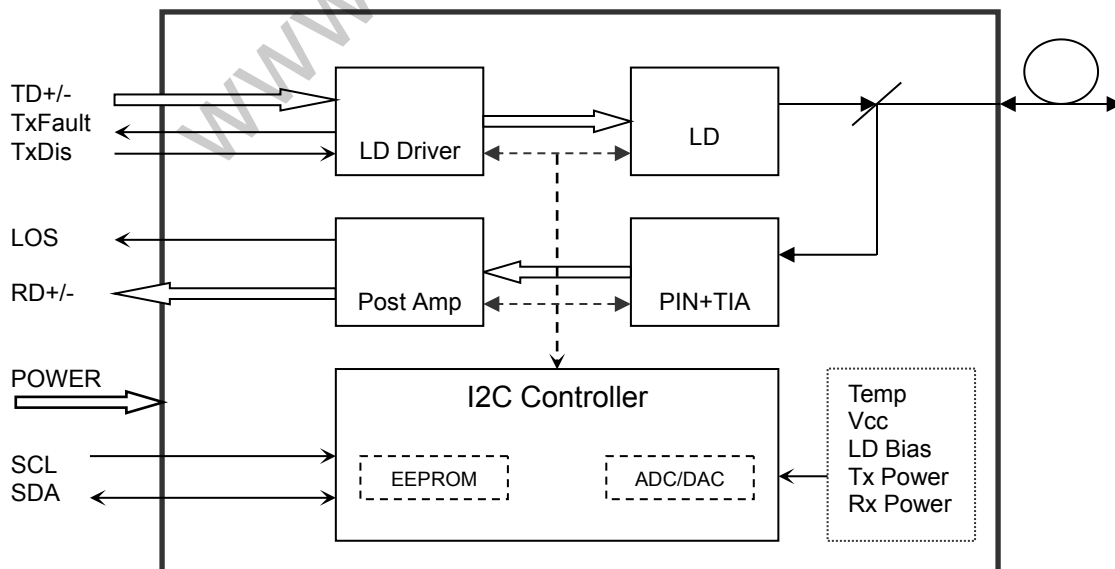 WWW
TD+/-
TxFault
TxDis
LD Driver
LD
LOS
RD+/-
Post Amp
PIN+TIA
POWER
I2C Controller
SCL
SDA
EEPROM
ADC/DAC
Temp
Vcc
LD Bias
Tx Power
Rx Power